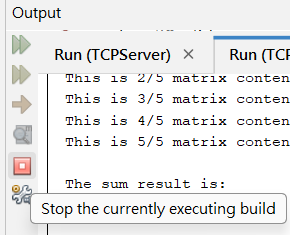 Output
Run (TCPServer) × Run (TCP
This is 2/5 matrix conten
This is 3/5 matrix conten
This is 4/5 matrix conten
This is 5/5 matrix conten
The sum result is:
Stop the currently executing build